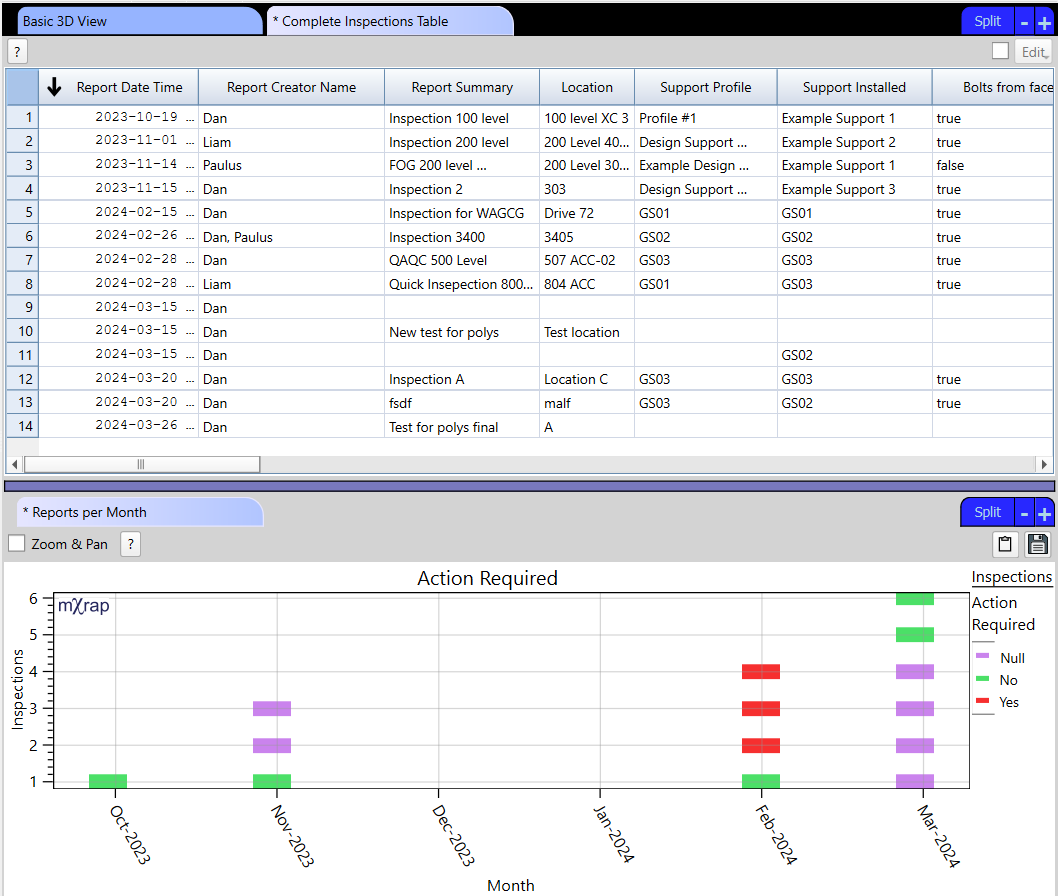 Basic 3D View * Complete Inspections Table Split - +
? Edit
Report Date Time Report Creator Name Report Summary Location Support Profile Support Installed Bolts from face
1 2023-10-19 ... Dan Inspection 100 level 100 level XC 3 Profile #1 Example Support 1 true
2 2023-11-01 ... Liam Inspection 200 level 200 Level 40... Design Support ... Example Support 2 true
3 2023-11-14 ... Paulus FOG 200 level ... 200 Level 30... Example Design ... Example Support 1 false
4 2023-11-15 ... Dan Inspection 2 303 Design Support ... Example Support 3 true
5 2024-02-15 ... Dan Inspection for WAGCG Drive 72 GS01 GS01 true
6 2024-02-26 ... Dan, Paulus Inspection 3400 3405 GS02 GS02 true
7 2024-02-28 ... Dan QAQC 500 Level 507 ACC-02 GS03 GS03 true
8 2024-02-28 ... Liam Quick Insepection 800... 804 ACC GS01 GS03 true
9 2024-03-15 ... Dan
10 2024-03-15 ... Dan New test for polys Test location
11 2024-03-15 ... Dan GS02
12 2024-03-20 ... Dan Inspection A Location C GS03 GS03 true
13 2024-03-20 ... Dan fsdf malf GS03 GS02 true
14 2024-03-26 ... Dan Test for polys final A
* Reports per Month Split - +
Zoom & Pan ?
Action Required
mXrap
Inspections
6
5
4
3
2
1
Oct-2023 Nov-2023 Dec-2023 Jan-2024 Feb-2024 Mar-2024
Month
Inspections
Action
Required
Null
No
Yes